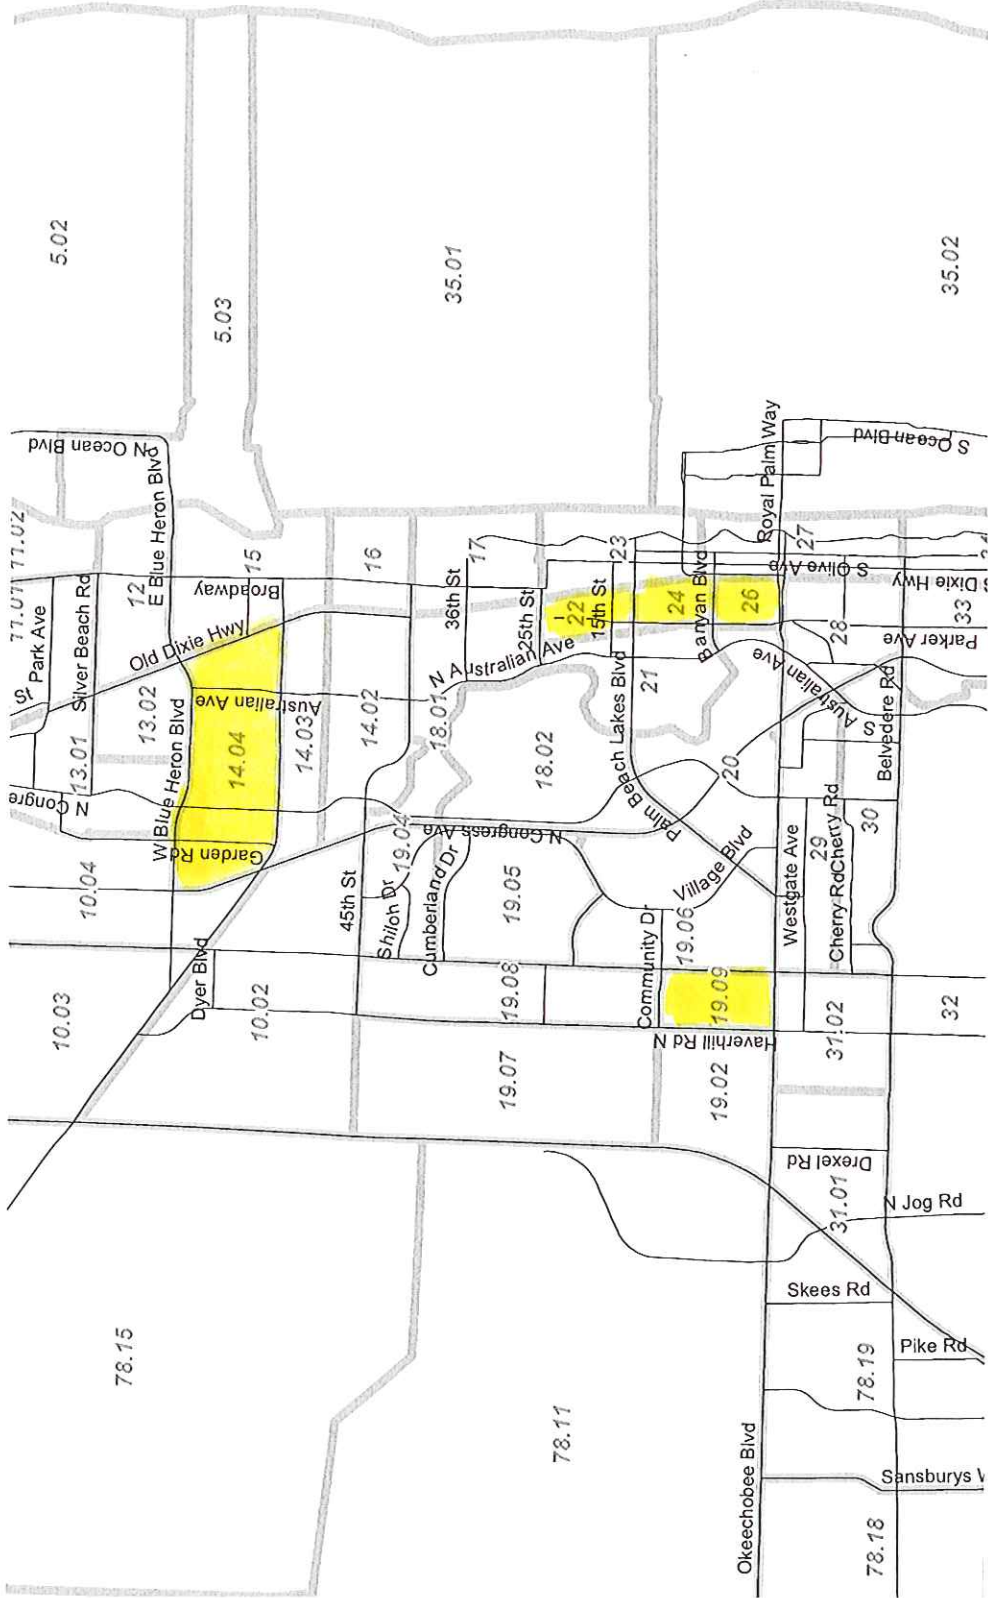 5.02
5.03
35.01
35.02
N Ocean Blvd
S Ocean Blvd
Royal Palm Way
E Blue Heron Blvd
77.01
77.02
Park Ave
Silver Beach Rd
12
15
Broadway
16
17
36th St
25th St
22
15th St
23
24
Banyan Blvd
26
S Olive Ave
27
S Dixie Hwy
28
33
Parker Ave
St
Old Dixie Hwy
N Australian Ave
13.01
13.02
W Blue Heron Blvd
Australian Ave
14.04
14.03
14.02
18.01
18.02
Palm Beach Lakes Blvd
21
Australian Ave
S
Belvedere Rd
20
N Congre
Garden Rd
10.04
45th St
19.04
N Congress Ave
Shiloh Dr
Cumberland Dr
19.05
Village Blvd
Westgate Ave
29
Cherry Rd
Cherry Rd
30
Community Dr
19.06
19.08
19.09
Haverhill Rd N
Dyer Blvd
10.03
10.02
31.02
32
19.07
19.02
Drexel Rd
31.01
N Jog Rd
Skees Rd
Pike Rd
78.15
78.11
78.19
Okeechobee Blvd
Sansburys
78.18